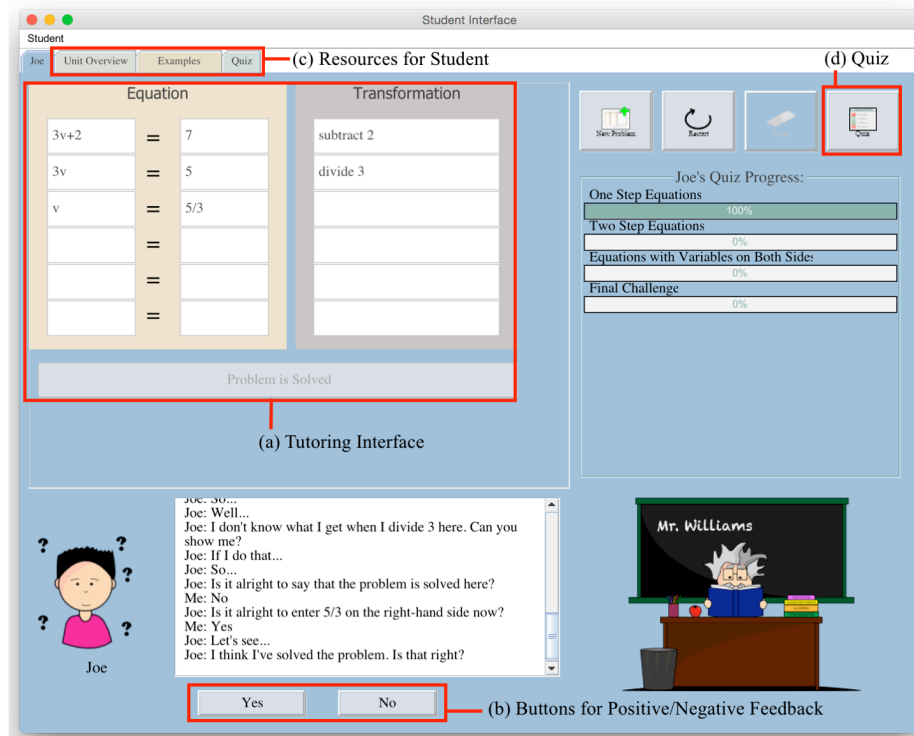 Student Interface
Student
Joe
Unit Overview
Examples
Quiz
(c) Resources for Student
(d) Quiz
Equation
Transformation
3v+2 = 7
subtract 2
3v = 5
divide 3
v = 5/3
=
=
=
Problem is Solved
(a) Tutoring Interface
New Problem
Restart
Quiz
Joe's Quiz Progress:
One Step Equations
100%
Two Step Equations
0%
Equations with Variables on Both Sides
0%
Final Challenge
0%
Joe: So...
Joe: Well...
Joe: I don't know what I get when I divide 3 here. Can you
show me?
Joe: If I do that...
Joe: So...
Joe: Is it alright to say that the problem is solved here?
Me: No
Joe: Is it alright to enter 5/3 on the right-hand side now?
Me: Yes
Joe: Let's see...
Joe: I think I've solved the problem. Is that right?
? ? ? ? ?
Joe
Mr. Williams
Yes
No
(b) Buttons for Positive/Negative Feedback